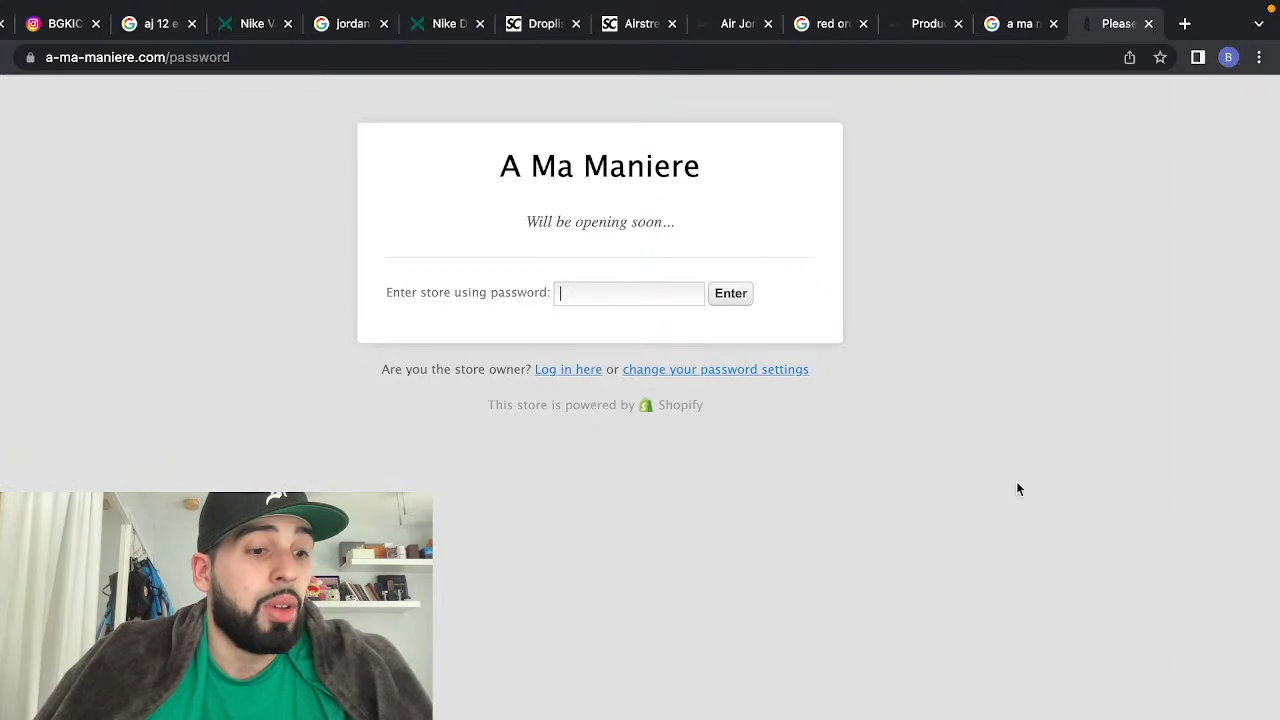 BGKIC
aj 12 e
Nike V
jordan
Nike D
Dropli
Airstre
Air Jor
red on
Produ
a ma n
Please
a-ma-maniere.com/password
B
A Ma Maniere
Will be opening soon...
Enter store using password:
Enter
Are you the store owner? Log in here or change your password settings
This store is powered by Shopify